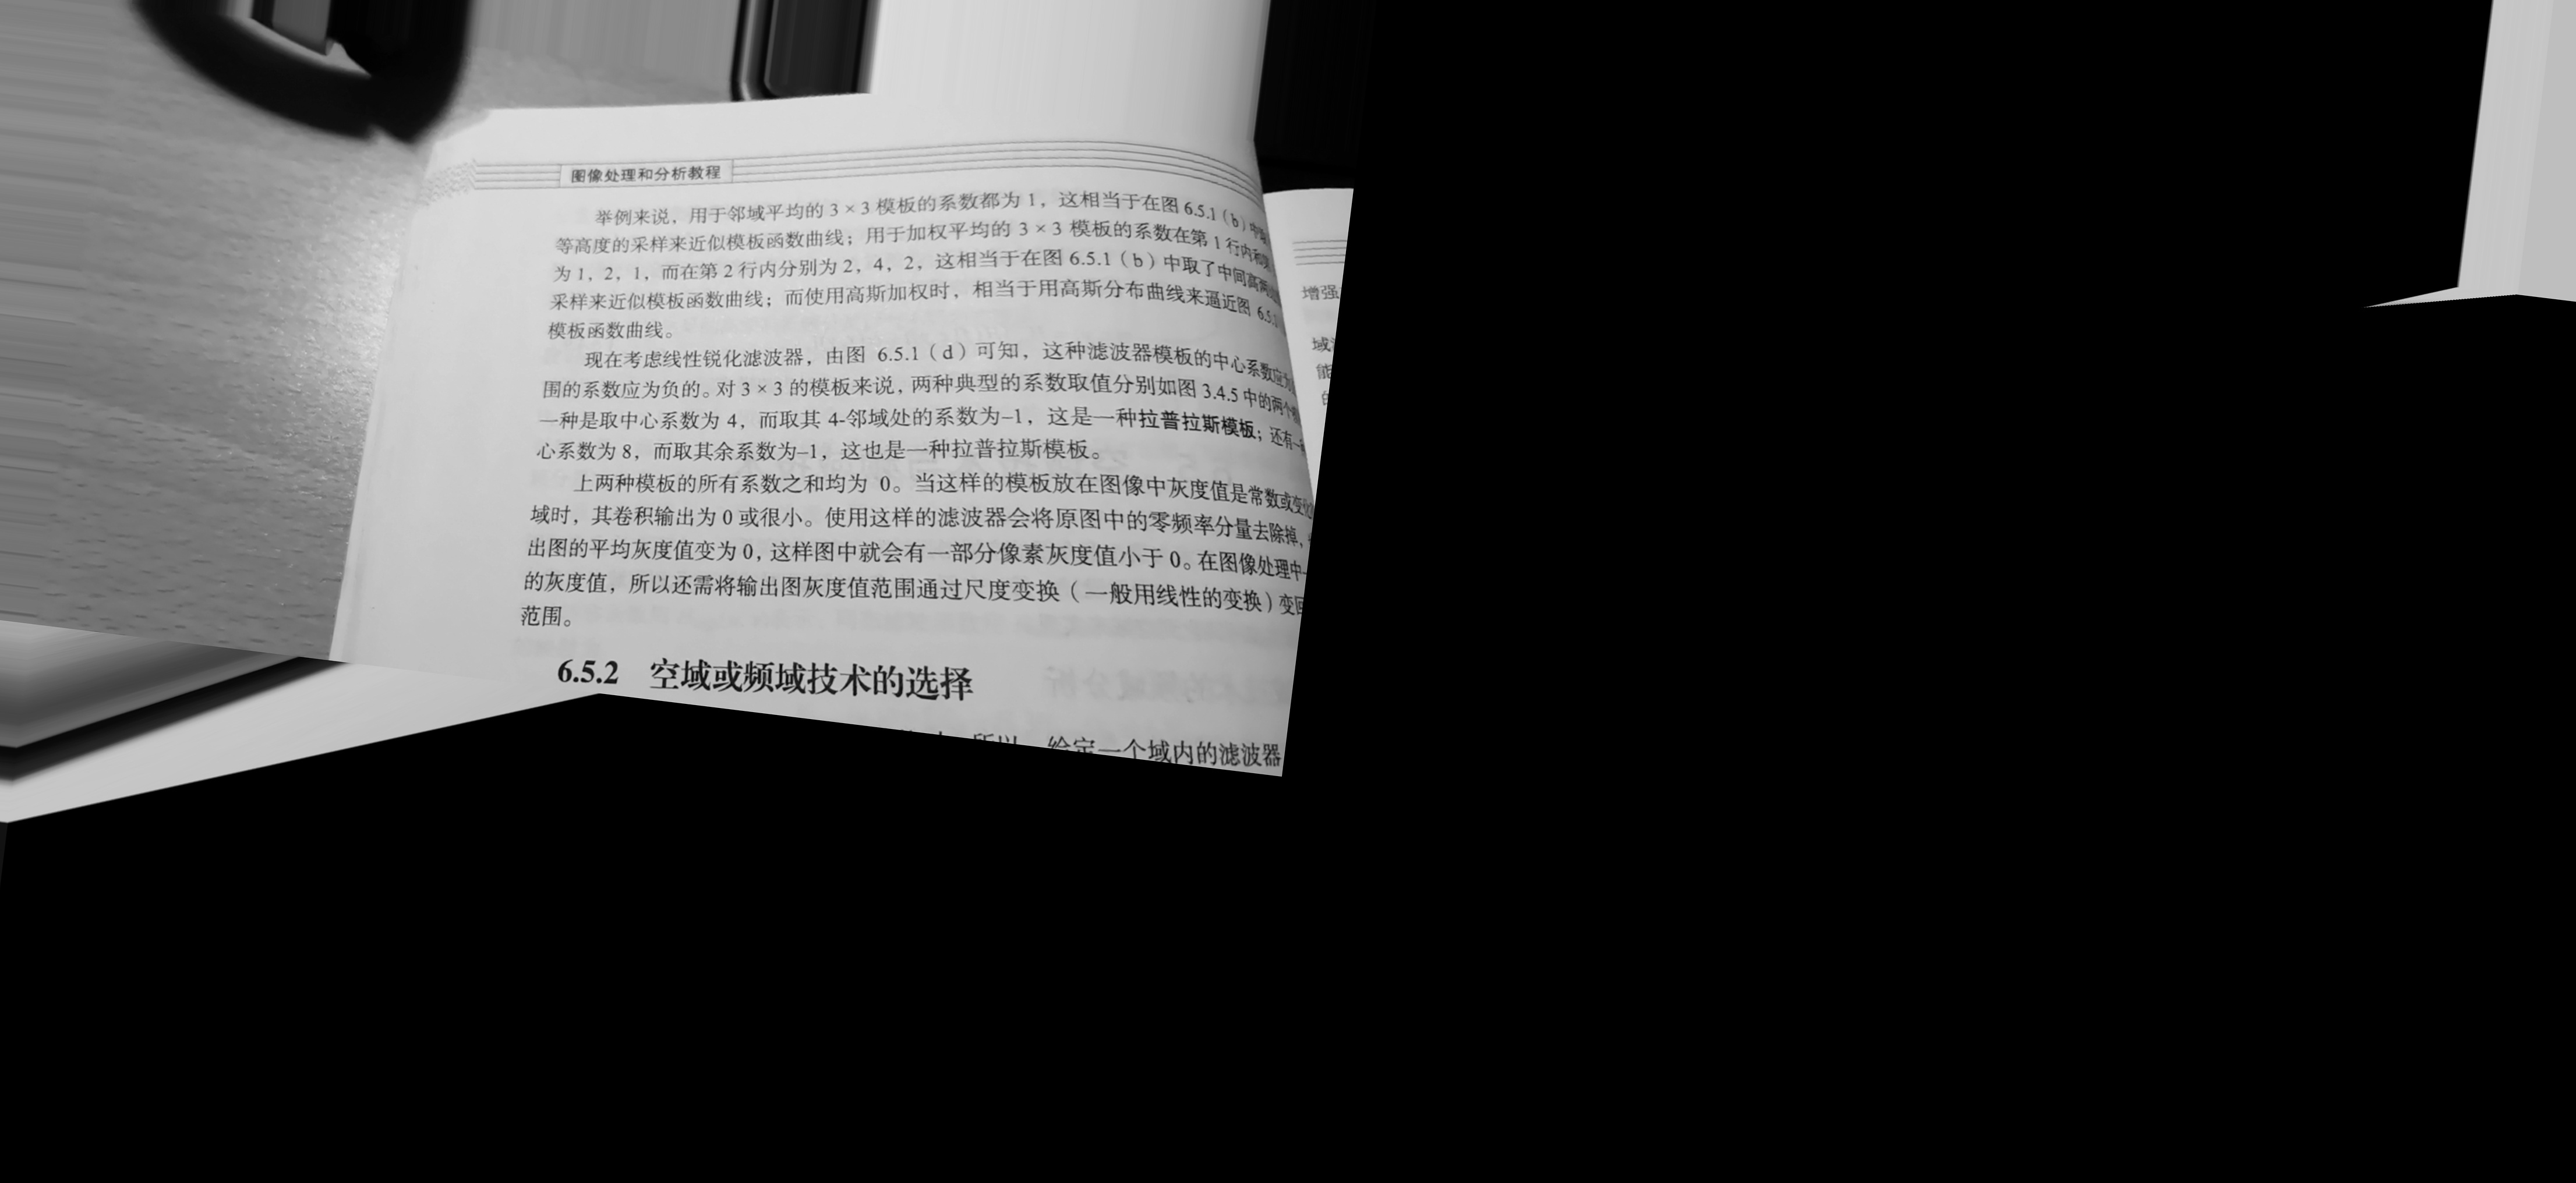 图像处理和分析教程
举例来说，用于邻域平均的 3 × 3 模板的系数都为 1，这相当于在图 6.5.1（b）中
等高度的采样来近似模板函数曲线；用于加权平均的 3 × 3 模板的系数在第 1 行内和
为 1，2，1，而在第 2 行内分别为 2，4，2，这相当于在图 6.5.1（b）中取了中间高两
采样来近似模板函数曲线；而使用高斯加权时，相当于用高斯分布曲线来逼近图 6.5.
模板函数曲线。
现在考虑线性锐化滤波器，由图 6.5.1（d）可知，这种滤波器模板的中心系数应为
围的系数应为负的。对 3 × 3 的模板来说，两种典型的系数取值分别如图 3.4.5 中的两个
一种是取中心系数为 4，而取其 4-邻域处的系数为–1，这是一种拉普拉斯模板；还有一
心系数为 8，而取其余系数为–1，这也是一种拉普拉斯模板。
上两种模板的所有系数之和均为 0。当这样的模板放在图像中灰度值是常数或变
域时，其卷积输出为 0 或很小。使用这样的滤波器会将原图中的零频率分量去除掉，
出图的平均灰度值变为 0，这样图中就会有一部分像素灰度值小于 0。在图像处理中一
的灰度值，所以还需将输出图灰度值范围通过尺度变换（一般用线性的变换）变回
范围。
6.5.2 空域或频域技术的选择
所以 给定一个域内的滤波器
增强
域
能
的